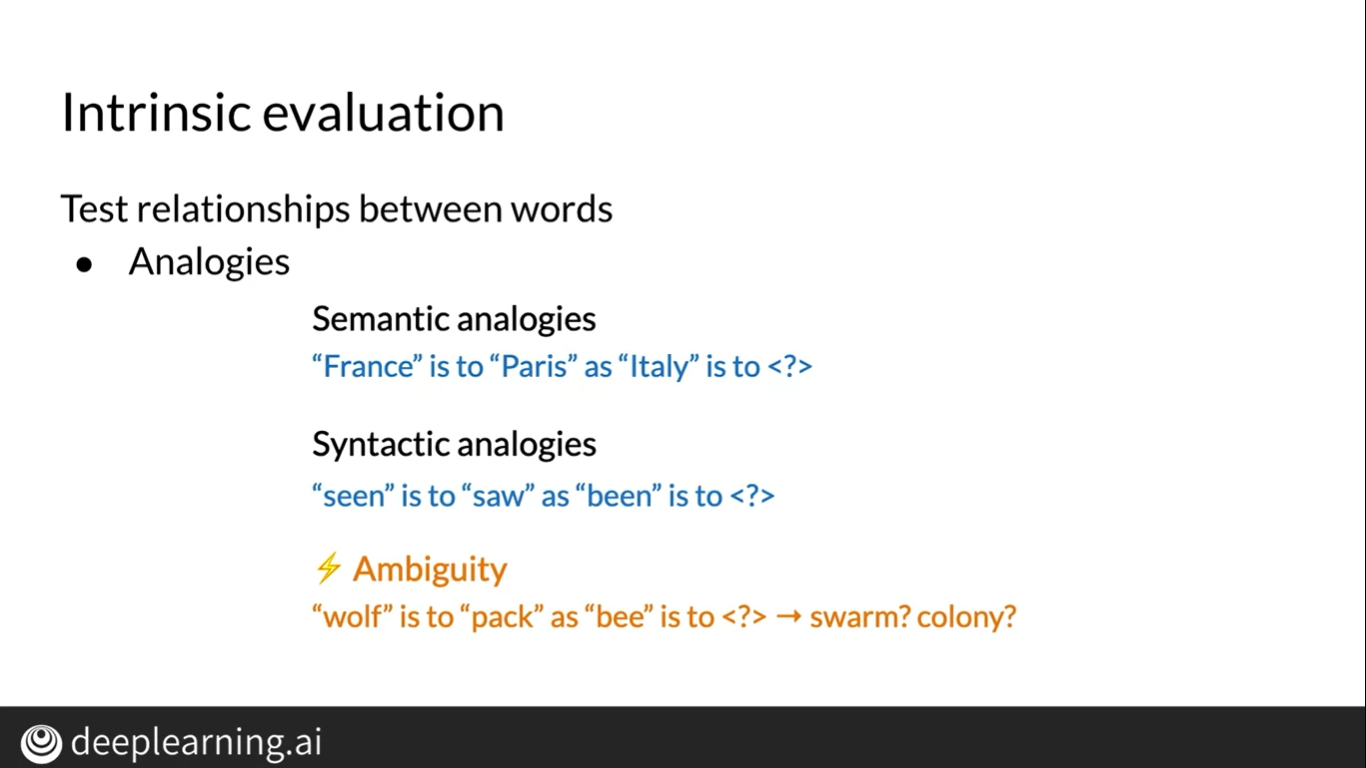 Intrinsic evaluation
Test relationships between words
● Analogies
Semantic analogies
“France” is to “Paris” as “Italy” is to <?>
Syntactic analogies
“seen” is to “saw” as “been” is to <?>
⚡ Ambiguity
“wolf” is to “pack” as “bee” is to <?> → swarm? colony?
deeplearning.ai